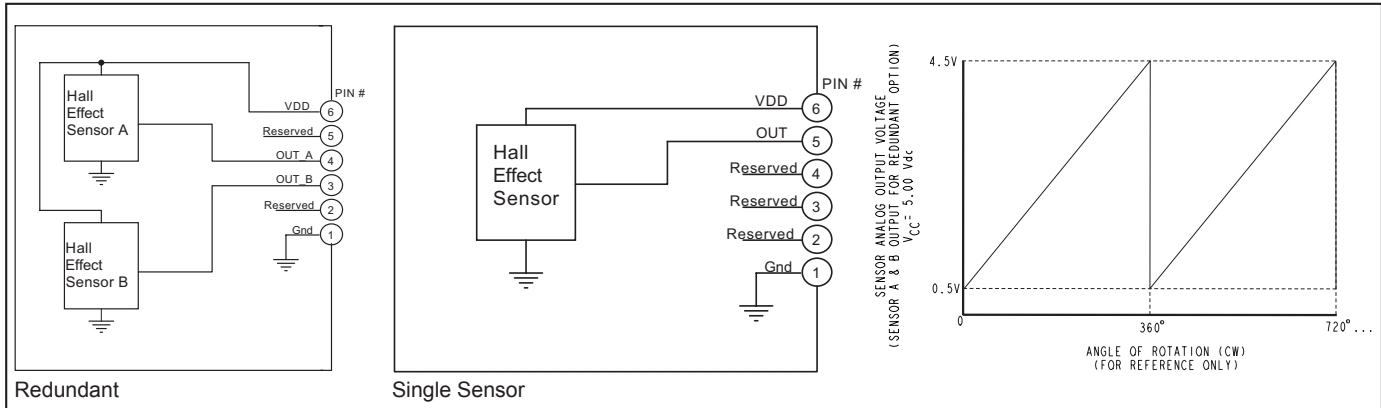 Hall
Effect
Sensor A
Hall
Effect
Sensor B
PIN #
VDD
6
Reserved
5
OUT_A
4
OUT_B
3
Reserved
2
Gnd
1
Redundant
Hall
Effect
Sensor
PIN #
VDD
6
OUT
5
Reserved
4
Reserved
3
Reserved
2
Gnd
1
Single Sensor
SENSOR ANALOG OUTPUT VOLTAGE
(SENSOR A & B OUTPUT FOR REDUNDANT OPTION)
VCC= 5.00 Vdc
4.5V
0.5V
0
360°
720°...
ANGLE OF ROTATION (CW)
(FOR REFERENCE ONLY)